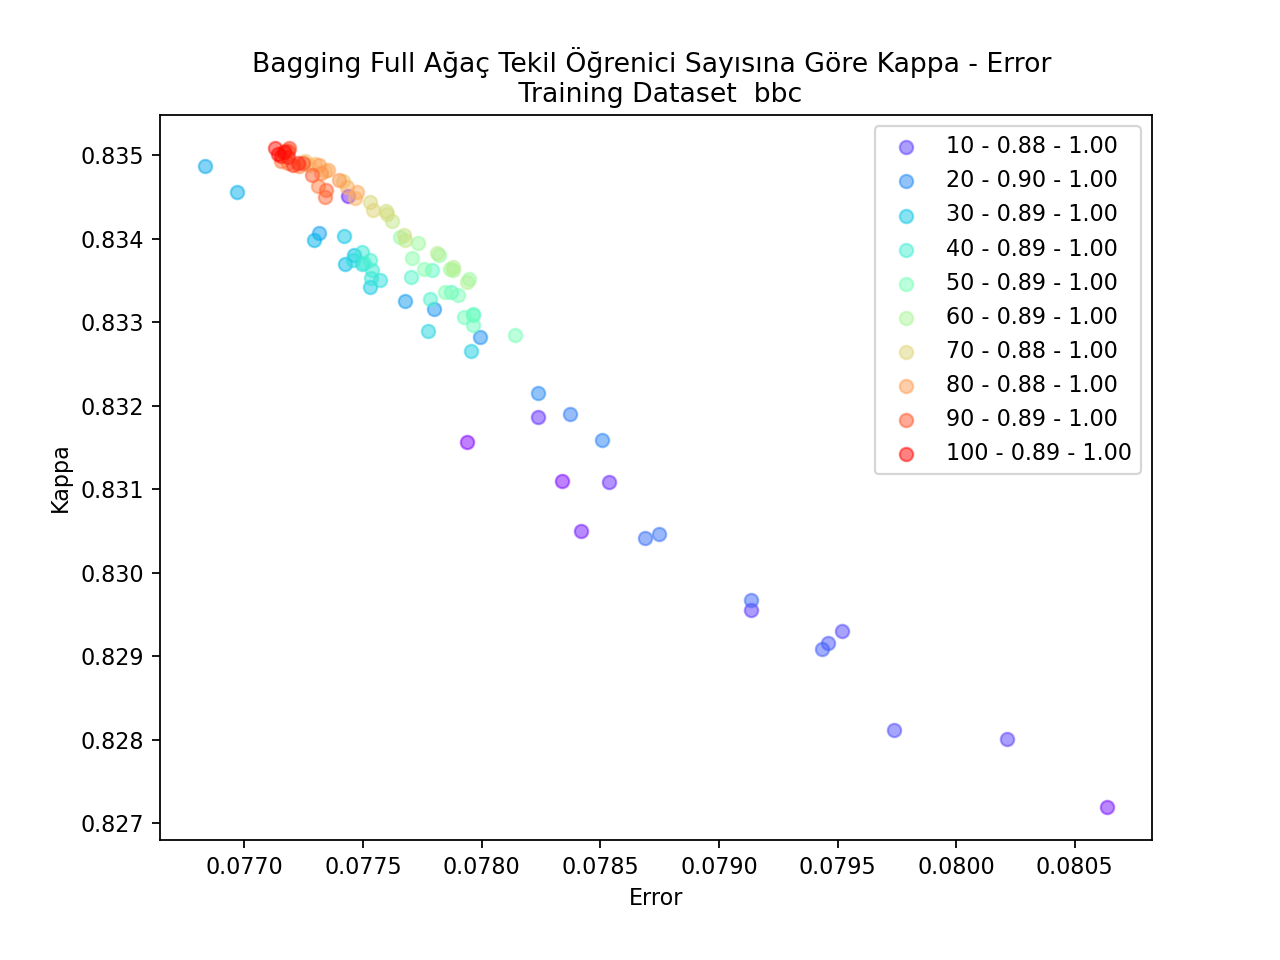 Bagging Full Ağaç Tekil Öğrenici Sayısına Göre Kappa - Error
Training Dataset  bbc
10 - 0.88 - 1.00
20 - 0.90 - 1.00
30 - 0.89 - 1.00
40 - 0.89 - 1.00
50 - 0.89 - 1.00
60 - 0.89 - 1.00
70 - 0.88 - 1.00
80 - 0.88 - 1.00
90 - 0.89 - 1.00
100 - 0.89 - 1.00
Kappa
0.835
0.834
0.833
0.832
0.831
0.830
0.829
0.828
0.827
0.0770 0.0775 0.0780 0.0785 0.0790 0.0795 0.0800 0.0805
Error